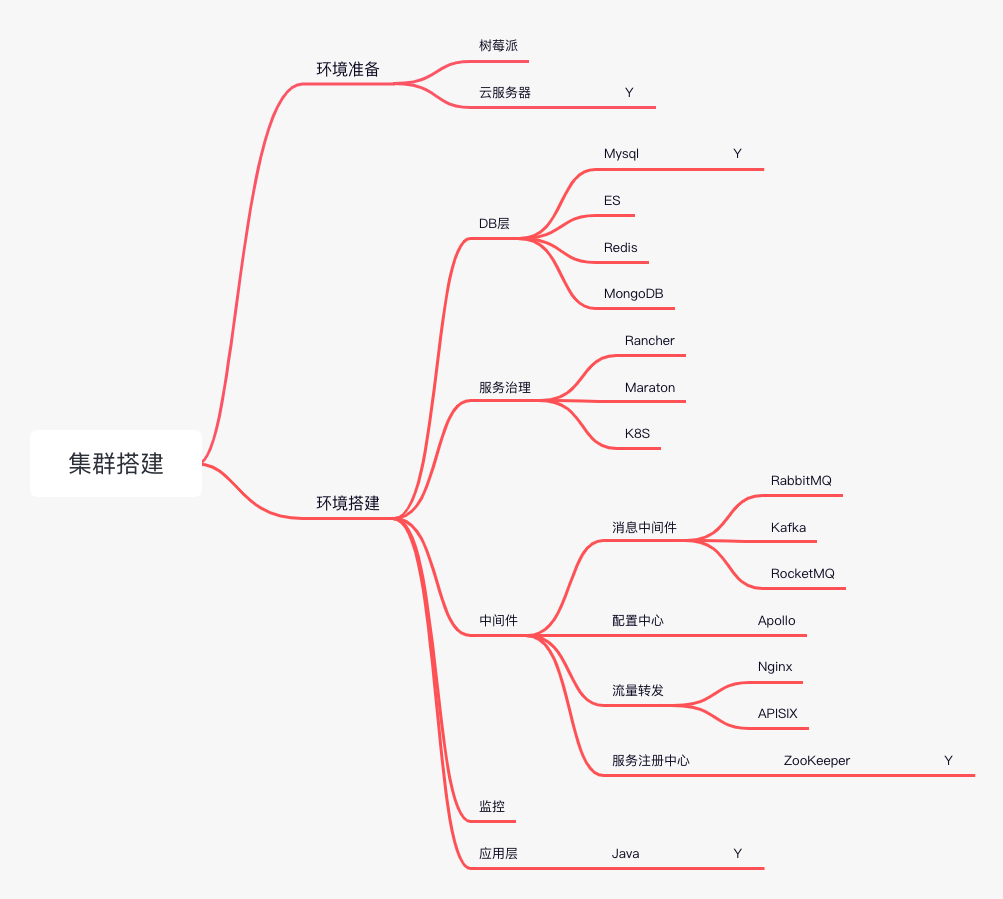 集群搭建
环境准备
树莓派
云服务器
Y
环境搭建
DB层
Mysql
Y
ES
Redis
MongoDB
服务治理
Rancher
Maraton
K8S
中间件
消息中间件
RabbitMQ
Kafka
RocketMQ
配置中心
Apollo
流量转发
Nginx
APISIX
服务注册中心
ZooKeeper
Y
监控
应用层
Java
Y